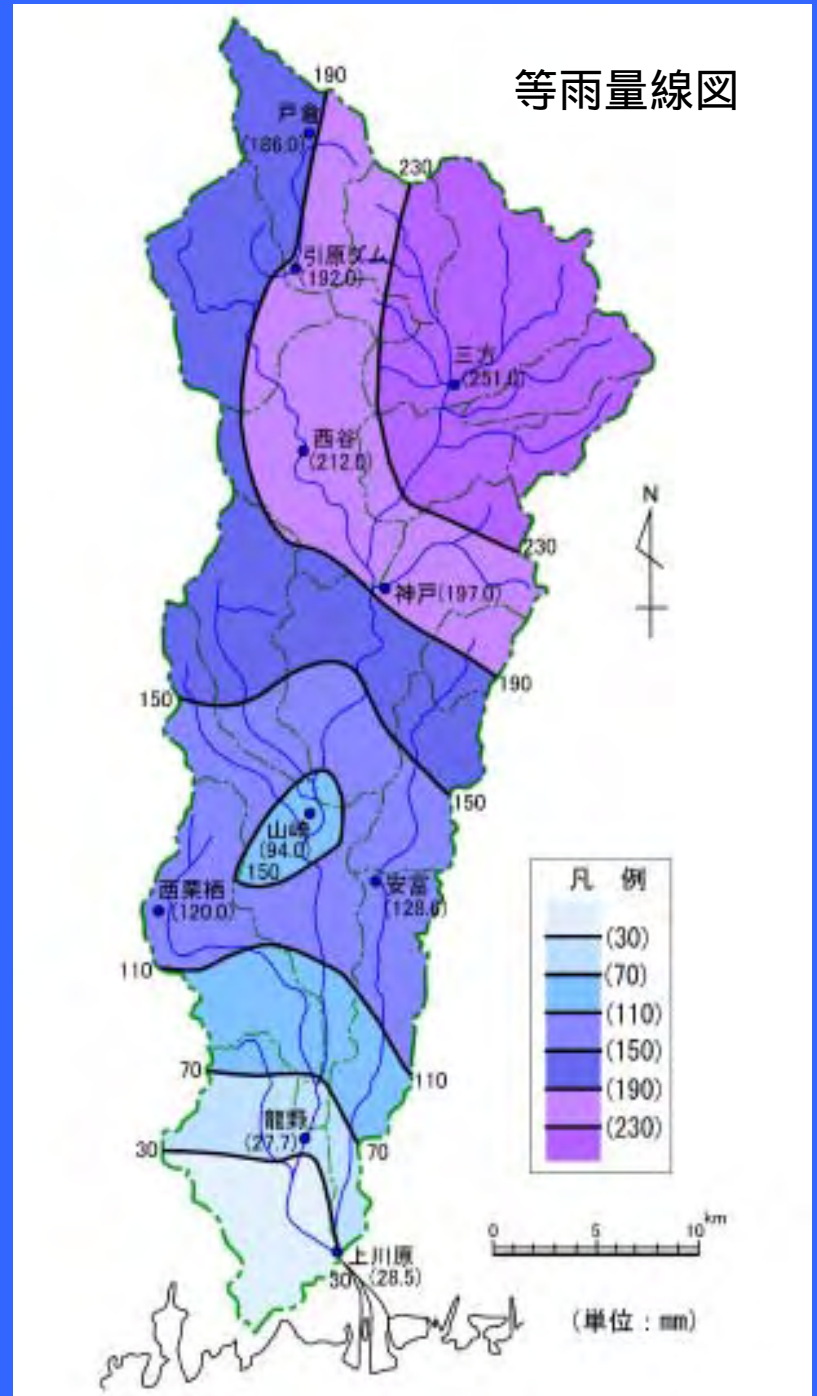 等雨量線図
190
戸倉
(186.0)
230
引原ダム
(192.0)
三方
(251.0)
西谷
(212.0)
N
230
神戸(197.0)
190
150
150
山崎
(94.0)
150
西栗栖
(120.0)
安富
(128.6)
凡 例
(30)
(70)
(110)
(150)
(190)
(230)
110
70
110
龍野
(27.7)
70
30
0 5 10 km
上川原
30 (28.5)
(単位：mm)